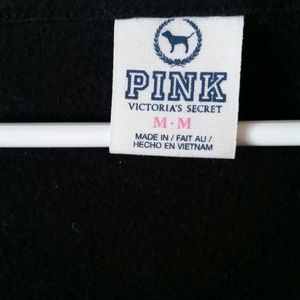 PINK
VICTORIA'S SECRET
M · M
MADE IN / FAIT AU /
HECHO EN VIETNAM